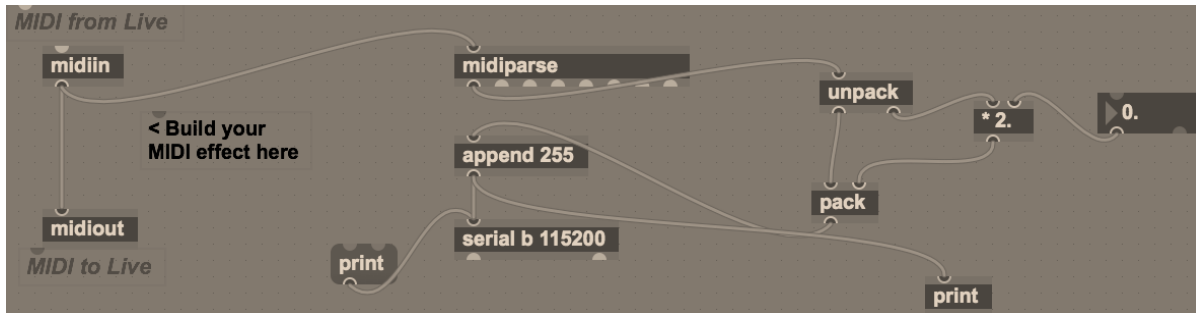 MIDI from Live
midiin
midiparse
unpack
* 2.
0.
< Build your
MIDI effect here
append 255
pack
midiout
serial b 115200
MIDI to Live
print
print